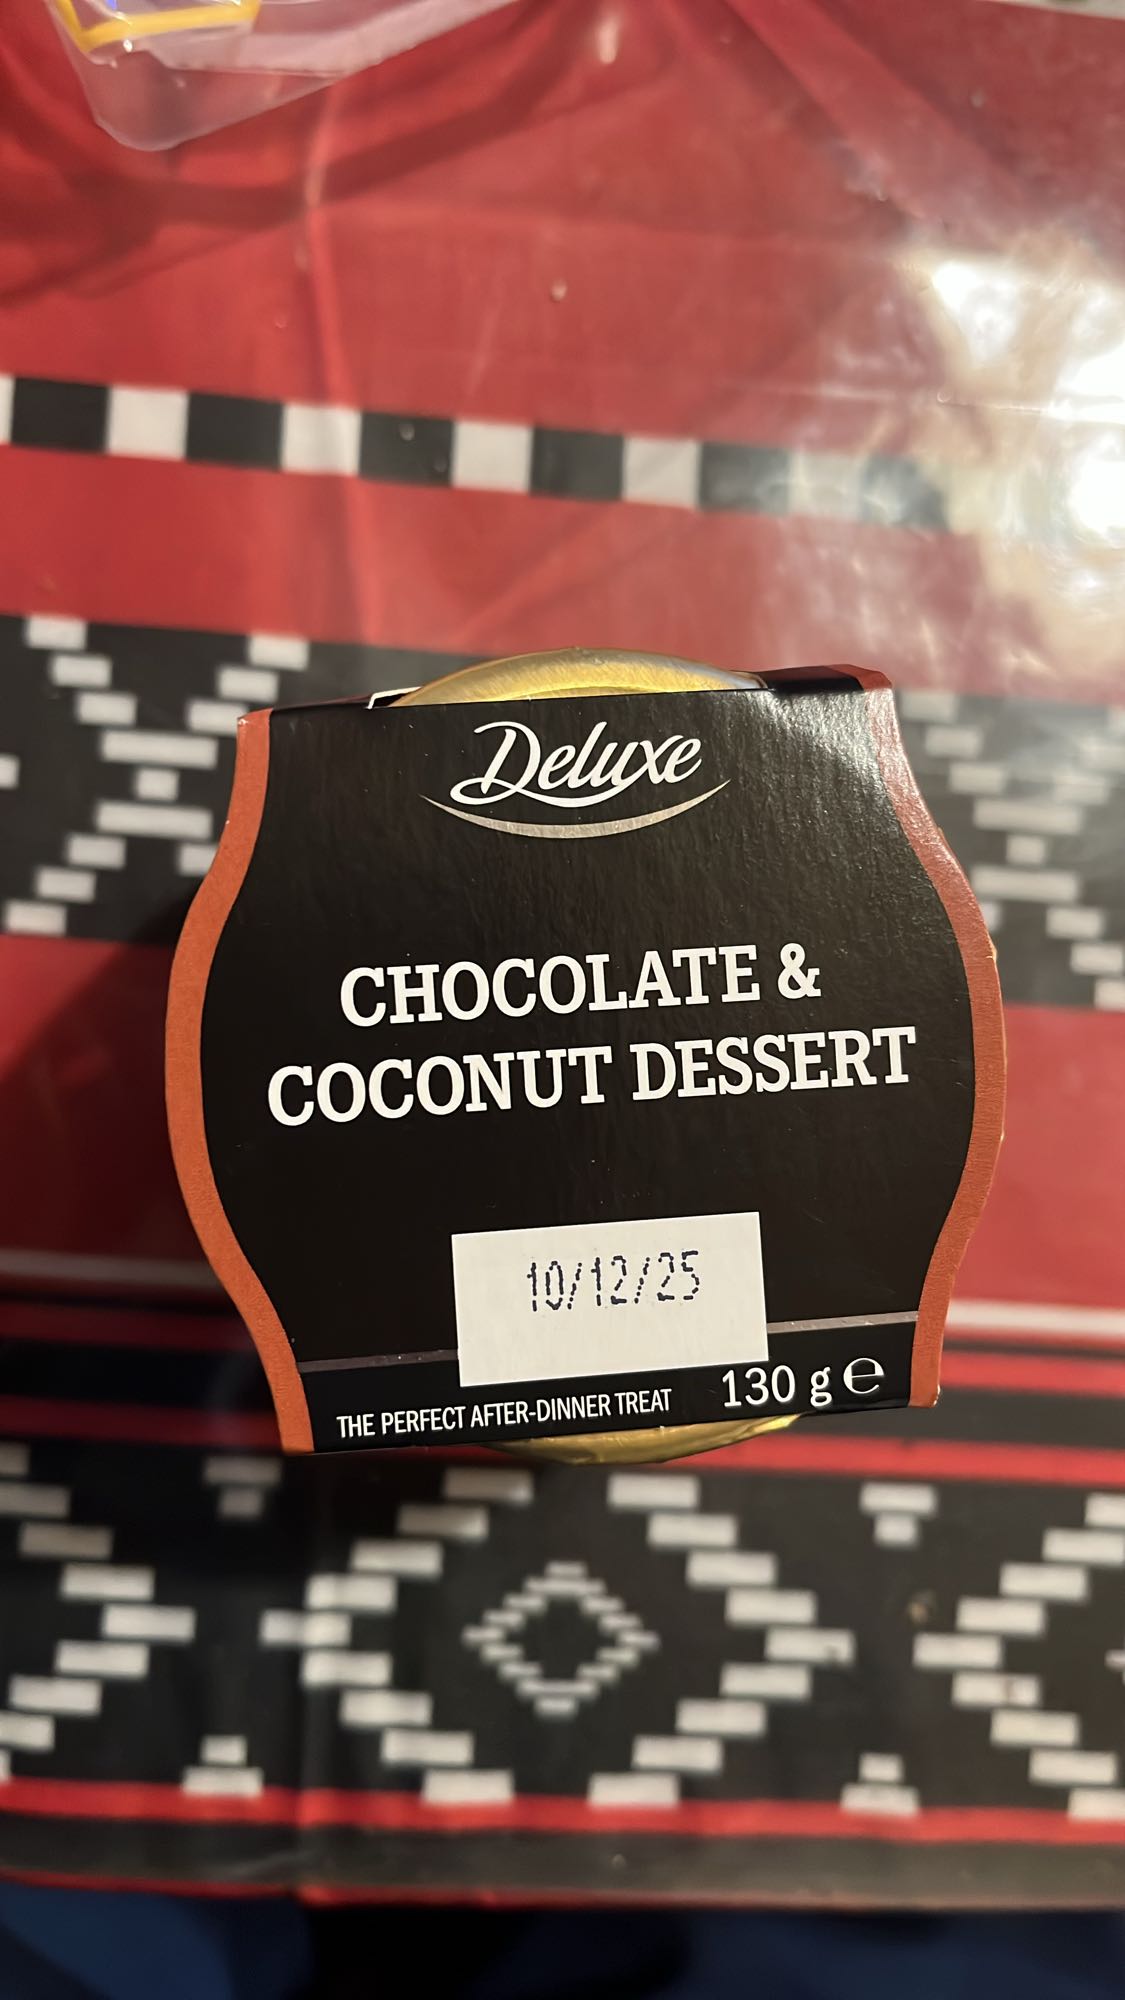 Deluxe
CHOCOLATE &
COCONUT DESSERT
10/12/25
THE PERFECT AFTER-DINNER TREAT 130 g ℮